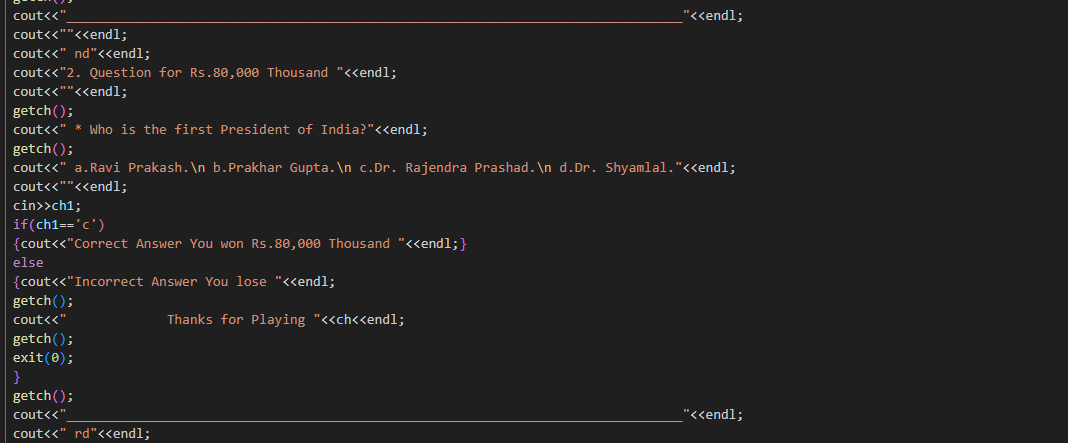 getch();
cout<<"________________________________________________________________________________"<<endl;
cout<<""<<endl;
cout<<" nd"<<endl;
cout<<"2. Question for Rs.80,000 Thousand "<<endl;
cout<<""<<endl;
getch();
cout<<" * Who is the first President of India?"<<endl;
getch();
cout<<" a.Ravi Prakash.\n b.Prakhar Gupta.\n c.Dr. Rajendra Prashad.\n d.Dr. Shyamlal."<<endl;
cout<<""<<endl;
cin>>ch1;
if(ch1=='c')
{cout<<"Correct Answer You won Rs.80,000 Thousand "<<endl;}
else
{cout<<"Incorrect Answer You lose "<<endl;
getch();
cout<<"             Thanks for Playing "<<ch<<endl;
getch();
exit(0);
}
getch();
cout<<"________________________________________________________________________________"<<endl;
cout<<" rd"<<endl;